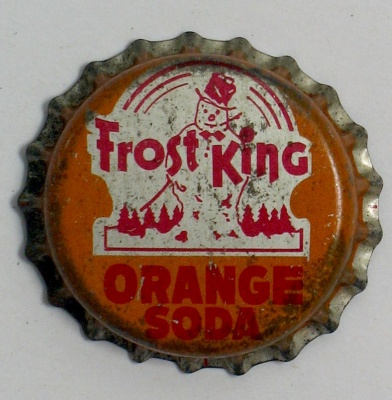 Frost King
ORANGE
SODA